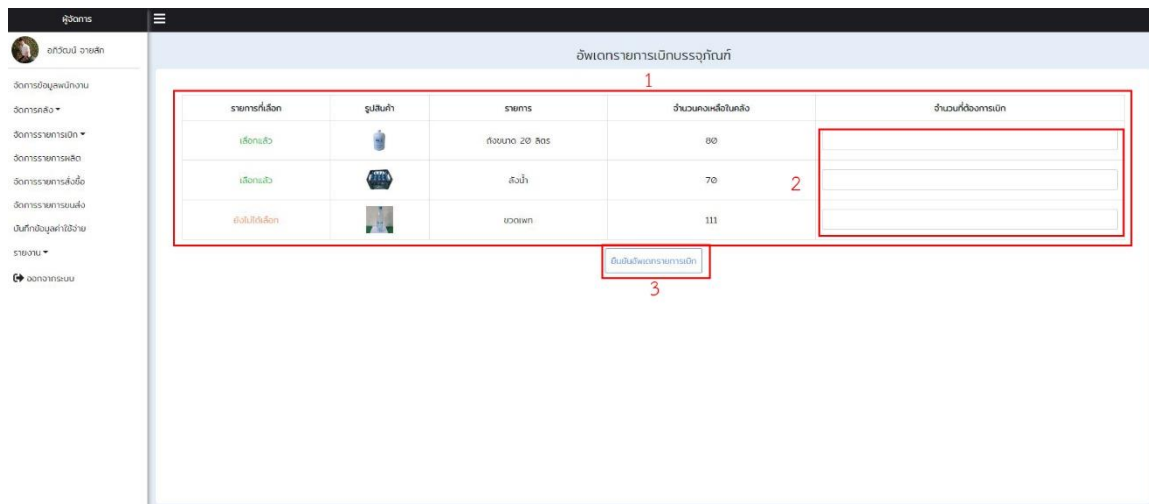 ผู้จัดการ
อภิวัฒน์ อายสัก
จัดการข้อมูลพนักงาน
จัดการคลัง
จัดการรายการเบิก
จัดการรายการผลิต
จัดการรายการสั่งซื้อ
จัดการรายการขนส่ง
บันทึกข้อมูลค่าใช้จ่าย
รายงาน
ออกจากระบบ
อัพเดทรายการเบิกบรรจุภัณฑ์
1
รายการที่เลือก รูปสินค้า รายการ จำนวนคงเหลือในคลัง จำนวนที่ต้องการเบิก
เลือกแล้ว ถังขนาด 20 ลิตร 80
เลือกแล้ว ลังน้ำ 70
2
ยังไม่ได้เลือก ขวดเพท 111
ยืนยันอัพเดทรายการเบิก
3